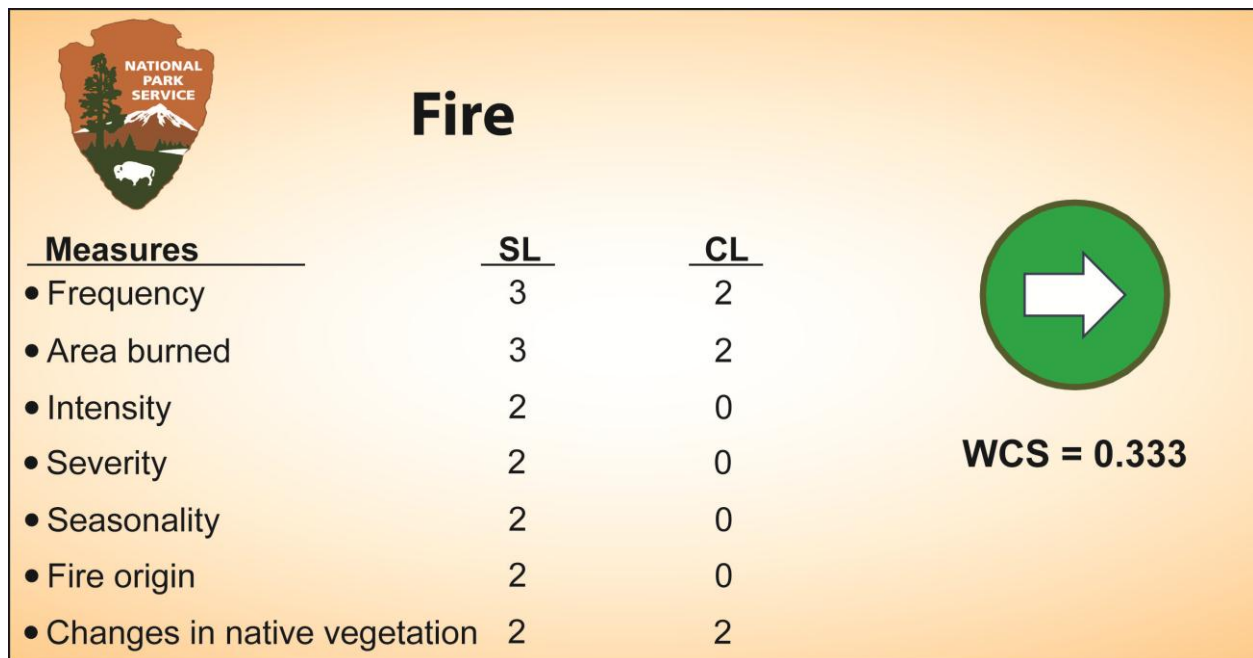 NATIONAL
PARK
SERVICE
Fire
Measures SL CL
• Frequency 3 2
• Area burned 3 2
• Intensity 2 0
• Severity 2 0
• Seasonality 2 0
• Fire origin 2 0
• Changes in native vegetation 2 2
WCS = 0.333